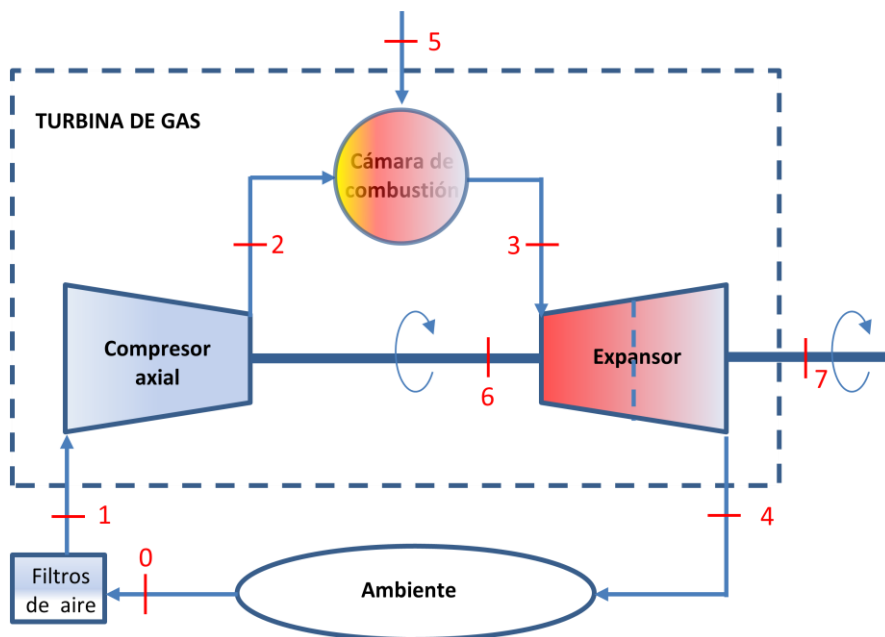 5
TURBINA DE GAS
Cámara de
combustión
2
3
Compresor
axial
Expansor
6
7
1
4
0
Filtros
de aire
Ambiente